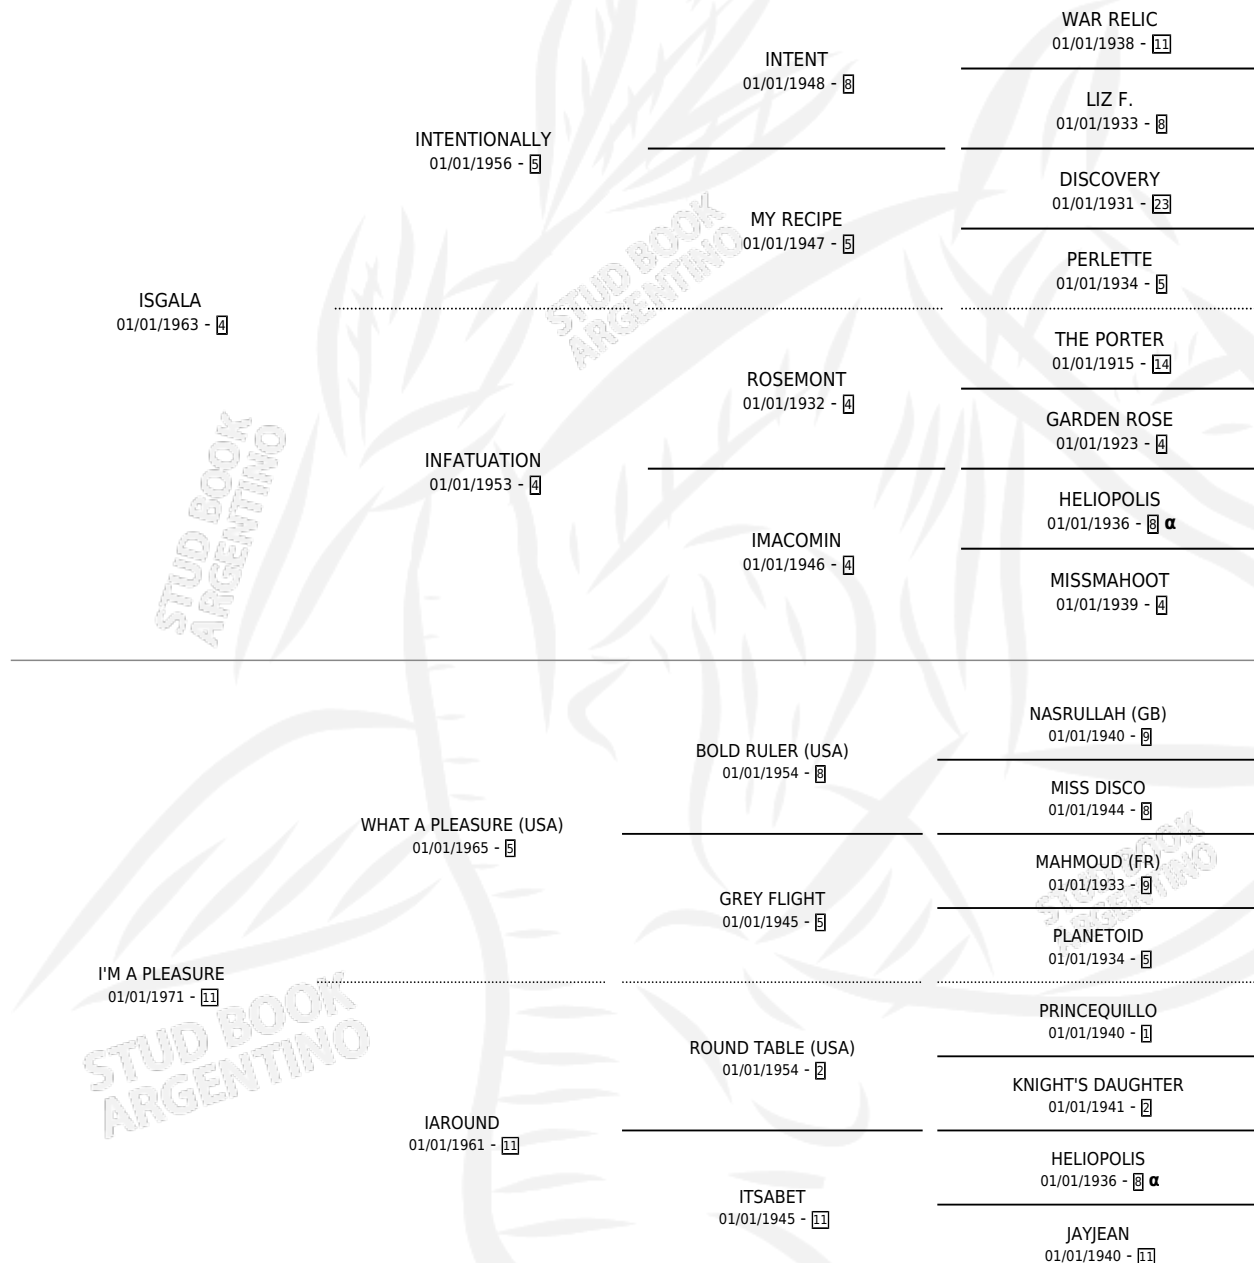 WAR RELIC
01/01/1938 - 11
INTENT
01/01/1948 - 8
LIZ F.
01/01/1933 - 8
INTENTIONALLY
01/01/1956 - 5
DISCOVERY
01/01/1931 - 23
MY RECIPE
01/01/1947 - 5
PERLETTE
01/01/1934 - 5
ISGALA
01/01/1963 - 4
THE PORTER
01/01/1915 - 14
ROSEMONT
01/01/1932 - 4
GARDEN ROSE
01/01/1923 - 4
INFATUATION
01/01/1953 - 4
HELIOPOLIS
01/01/1936 - 8 α
IMACOMIN
01/01/1946 - 4
MISSMAHOOT
01/01/1939 - 4
NASRULLAH (GB)
01/01/1940 - 9
BOLD RULER (USA)
01/01/1954 - 8
MISS DISCO
01/01/1944 - 8
WHAT A PLEASURE (USA)
01/01/1965 - 5
MAHMOUD (FR)
01/01/1933 - 9
GREY FLIGHT
01/01/1945 - 5
PLANETOID
01/01/1934 - 5
I'M A PLEASURE
01/01/1971 - 11
PRINCEQUILLO
01/01/1940 - 1
ROUND TABLE (USA)
01/01/1954 - 2
KNIGHT'S DAUGHTER
01/01/1941 - 2
IAROUND
01/01/1961 - 11
HELIOPOLIS
01/01/1936 - 8 α
ITSABET
01/01/1945 - 11
JAYJEAN
01/01/1940 - 11
STUD BOOK
ARGENTINO
STUD BOOK
ARGENTINO
STUD BOOK
ARGENTINO
STUD BOOK
ARGENTINO